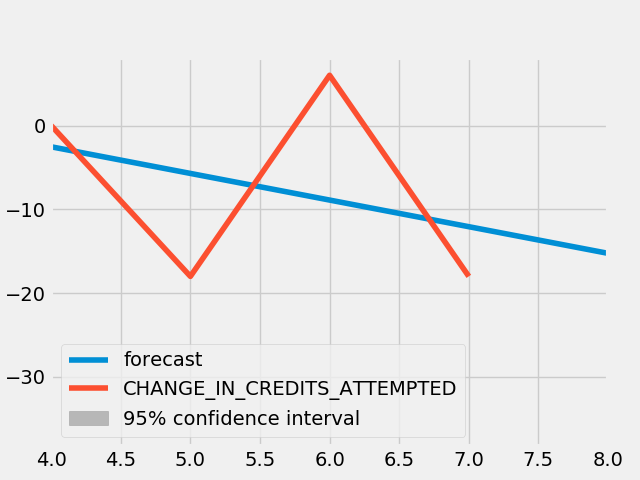 0
−10
−20
−30
forecast
CHANGE_IN_CREDITS_ATTEMPTED
95% confidence interval
4.0 4.5 5.0 5.5 6.0 6.5 7.0 7.5 8.0